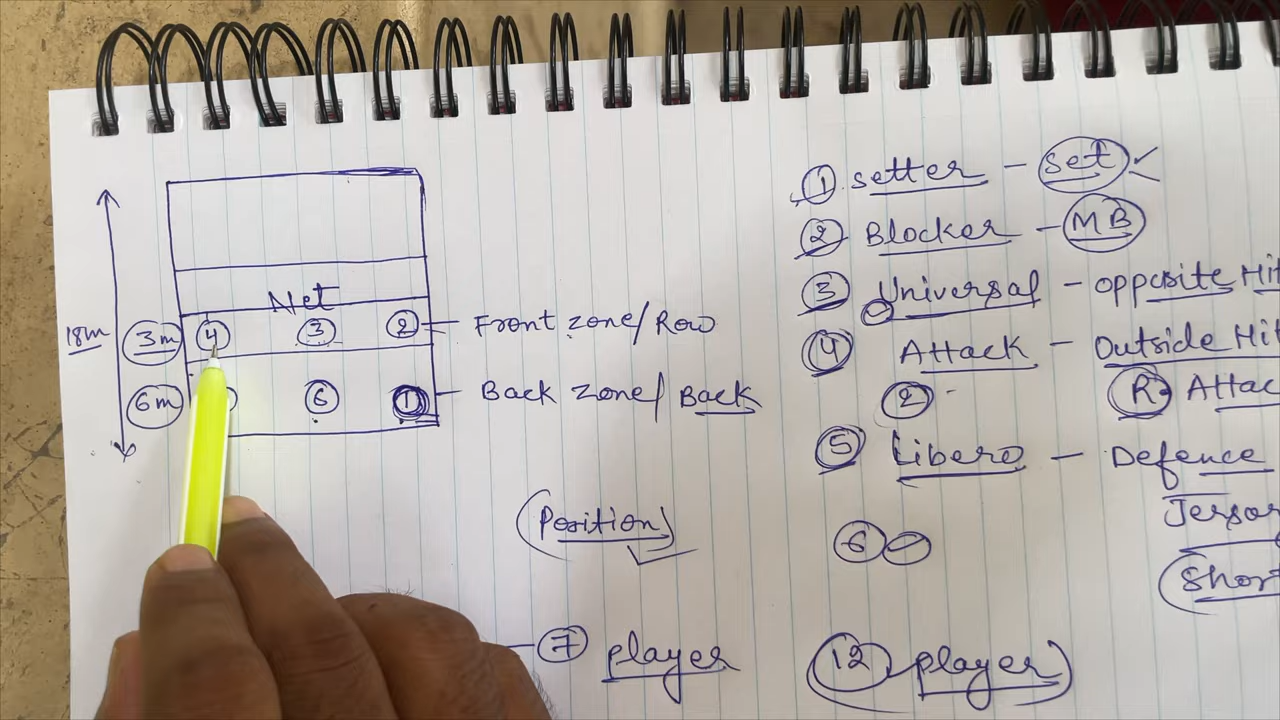 Net
18m
3m 4 3 2 Front zone/Row
6m 6 1 Back zone/ Back
Position
7 player
1 setter - set
2 Blocker - MB
3 Universal - opposite Hit
4 Attack - Outside Hit
2 R. Attac
5 Libero - Defence
Jersor
6 short
12 player